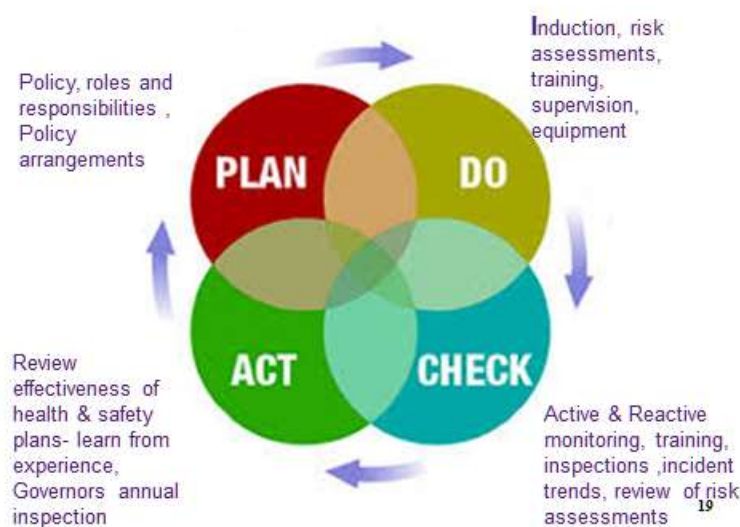 Policy, roles and
responsibilities ,
Policy
arrangements
PLAN
DO
Induction, risk
assessments,
training,
supervision,
equipment
Review
effectiveness of
health & safety
plans- learn from
experience,
Governors annual
inspection
ACT
CHECK
Active & Reactive
monitoring, training,
inspections ,incident
trends, review of risk
assessments
19